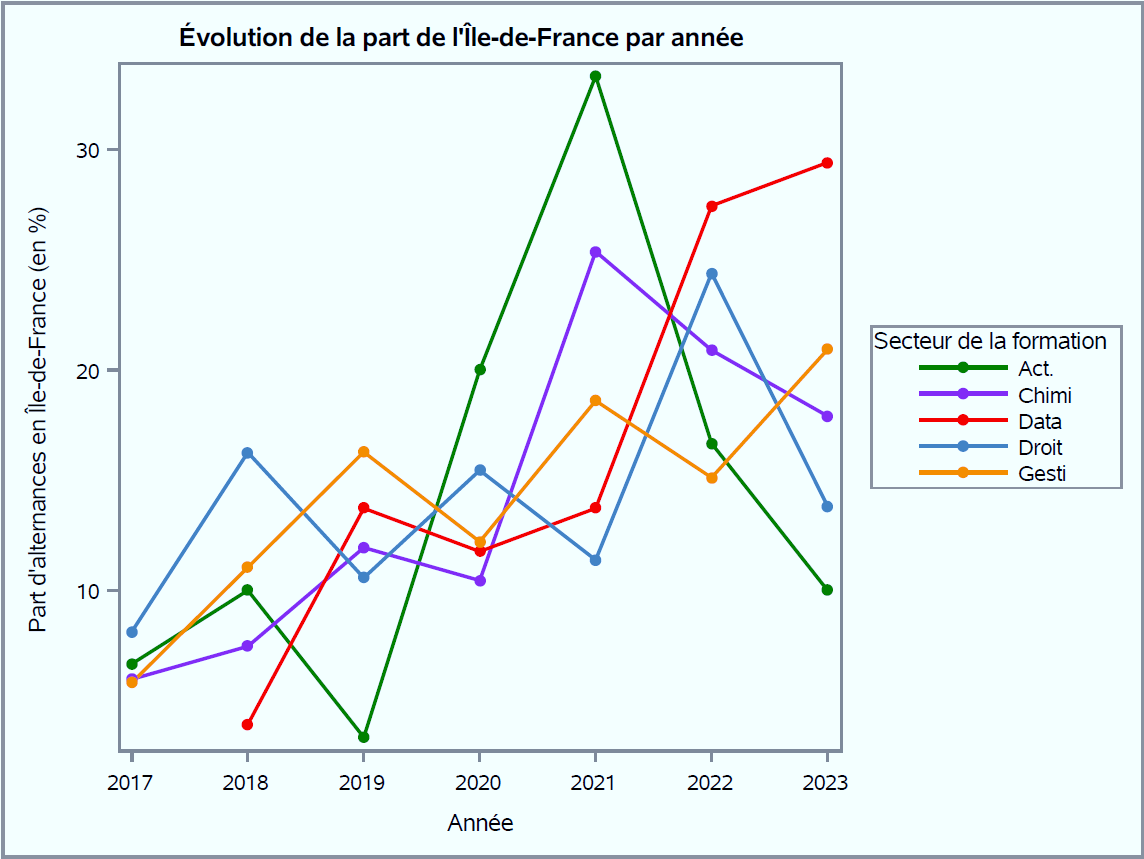 Évolution de la part de l'Île-de-France par année
Part d'alternances en Île-de-France (en %)
30
20
10
2017 2018 2019 2020 2021 2022 2023
Année
Secteur de la formation
Act.
Chimi
Data
Droit
Gesti